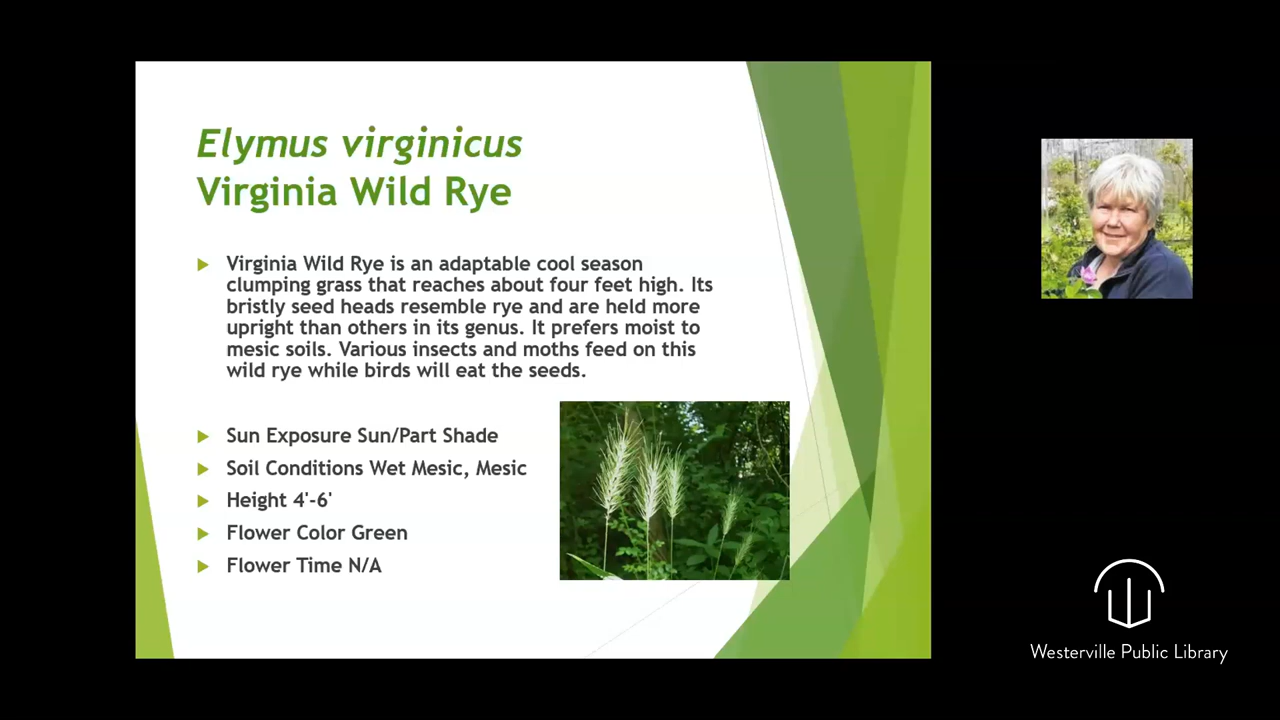 Elymus virginicus
Virginia Wild Rye
Virginia Wild Rye is an adaptable cool season
clumping grass that reaches about four feet high. Its
bristly seed heads resemble rye and are held more
upright than others in its genus. It prefers moist to
mesic soils. Various insects and moths feed on this
wild rye while birds will eat the seeds.
Sun Exposure Sun/Part Shade
Soil Conditions Wet Mesic, Mesic
Height 4'-6'
Flower Color Green
Flower Time N/A
Westerville Public Library